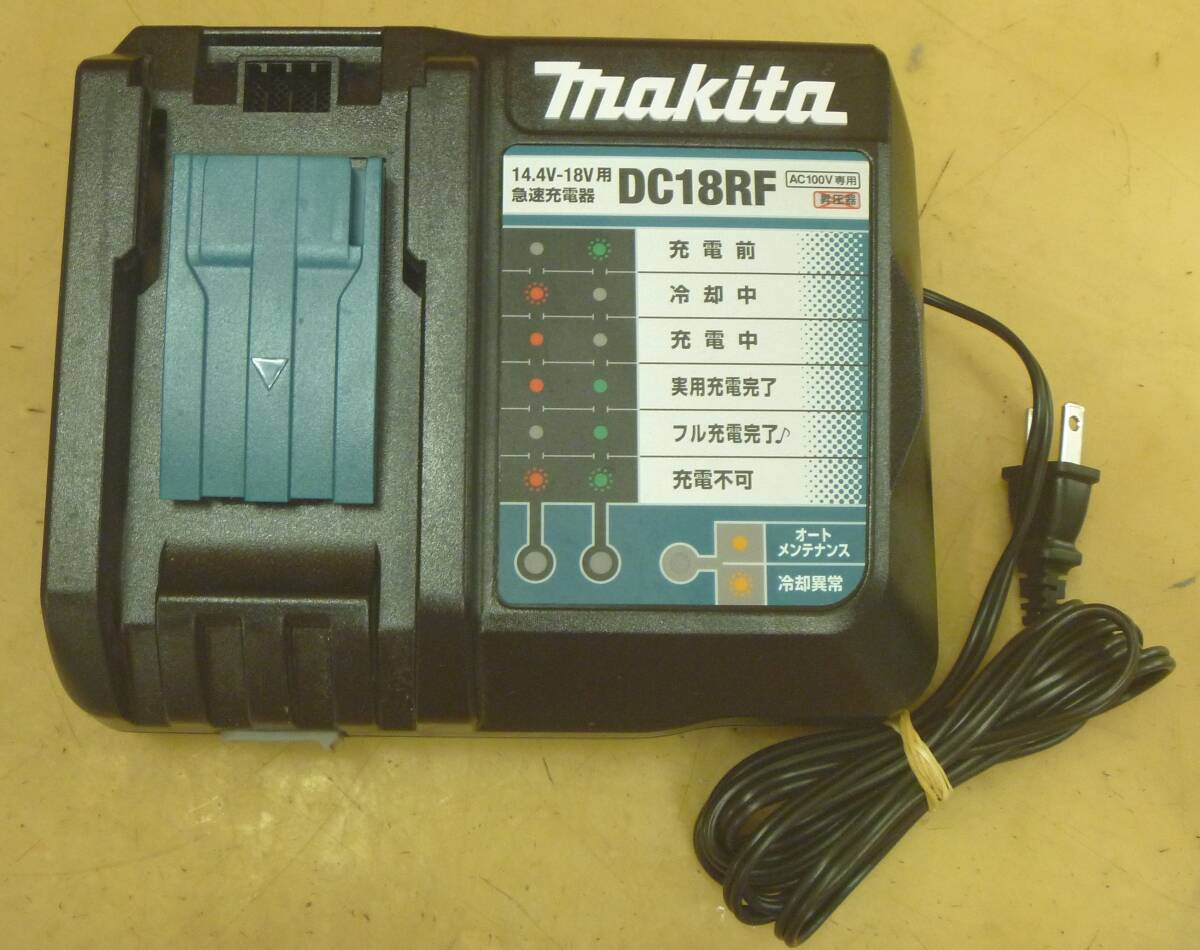 makita
14.4V-18V用
急速充電器
DC18RF
AC100V専用
昇圧器
充電前
冷却中
充電中
実用充電完了
フル充電完了♪
充電不可
オート
メンテナンス
冷却異常